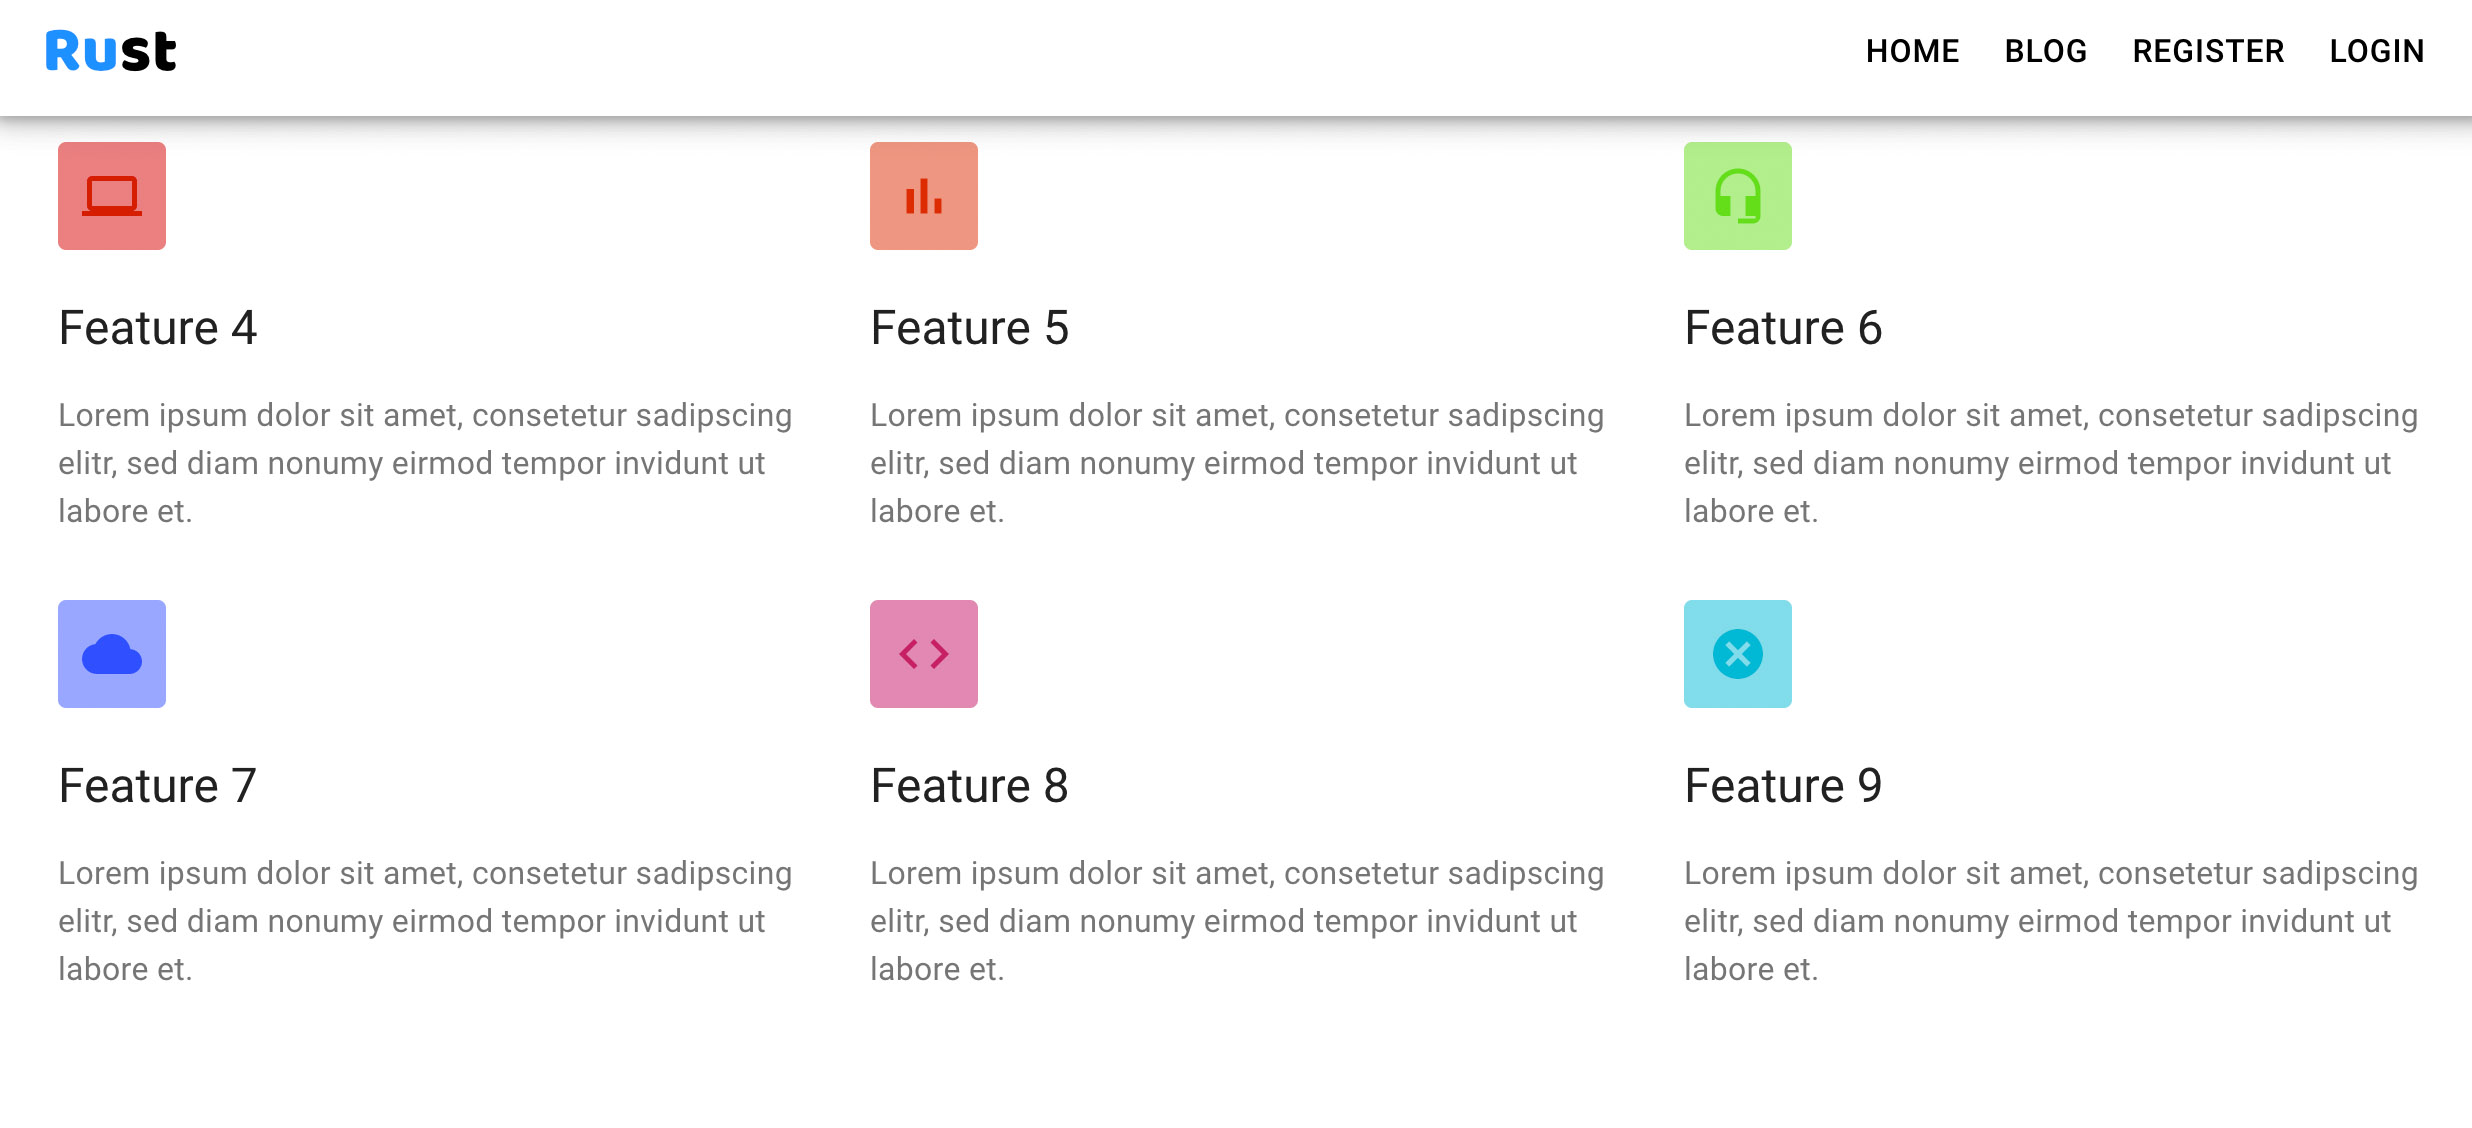 Rust
HOME BLOG REGISTER LOGIN
Feature 4
Lorem ipsum dolor sit amet, consetetur sadipscing
elitr, sed diam nonumy eirmod tempor invidunt ut
labore et.
Feature 5
Lorem ipsum dolor sit amet, consetetur sadipscing
elitr, sed diam nonumy eirmod tempor invidunt ut
labore et.
Feature 6
Lorem ipsum dolor sit amet, consetetur sadipscing
elitr, sed diam nonumy eirmod tempor invidunt ut
labore et.
Feature 7
Lorem ipsum dolor sit amet, consetetur sadipscing
elitr, sed diam nonumy eirmod tempor invidunt ut
labore et.
Feature 8
Lorem ipsum dolor sit amet, consetetur sadipscing
elitr, sed diam nonumy eirmod tempor invidunt ut
labore et.
Feature 9
Lorem ipsum dolor sit amet, consetetur sadipscing
elitr, sed diam nonumy eirmod tempor invidunt ut
labore et.